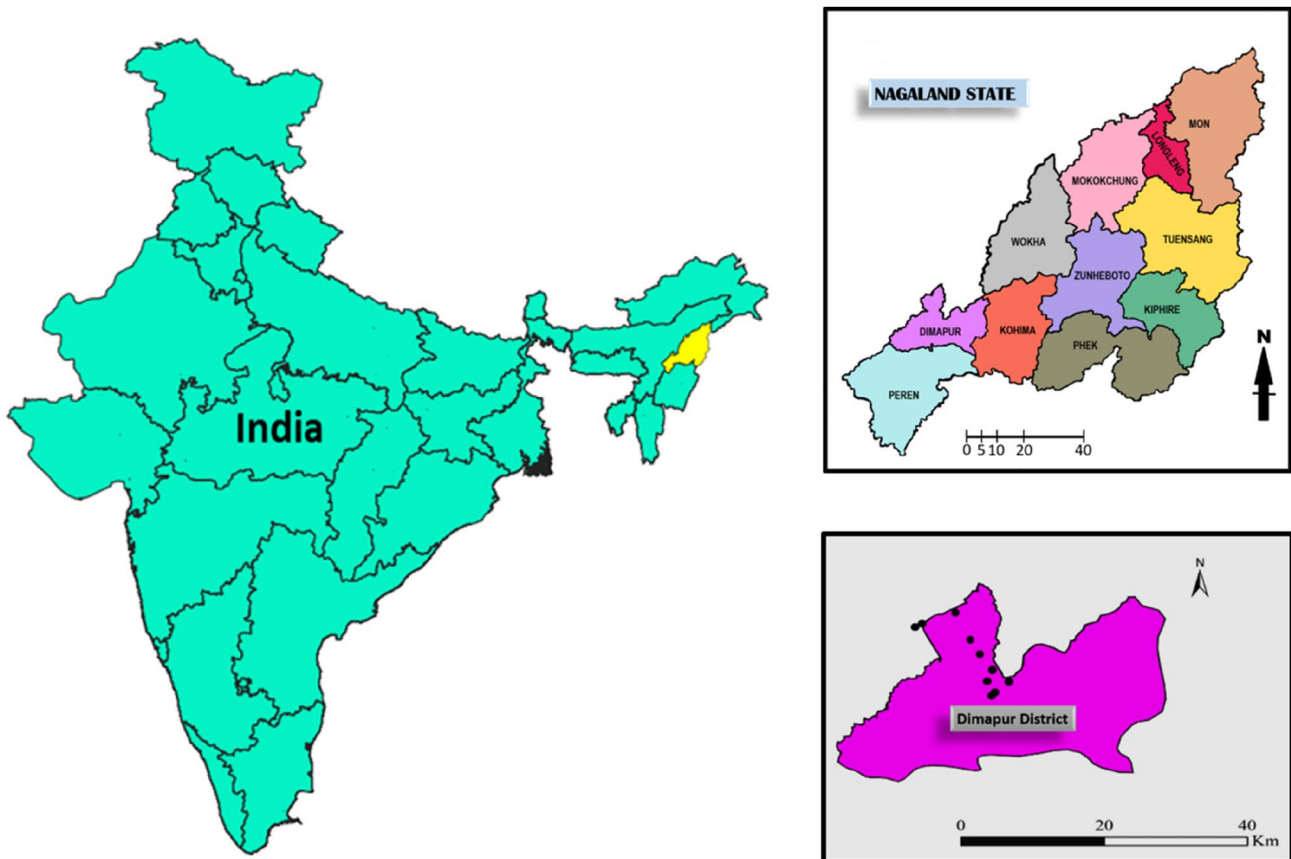 India
NAGALAND STATE
MON
LONGLENG
MOKOKCHUNG
TUENSANG
WOKHA
ZUNHEBOTO
KIPHIRE
DIMAPUR
KOHIMA
PHEK
PEREN
N
0 5 10 20 40
N
Dimapur District
0 20 40
Km